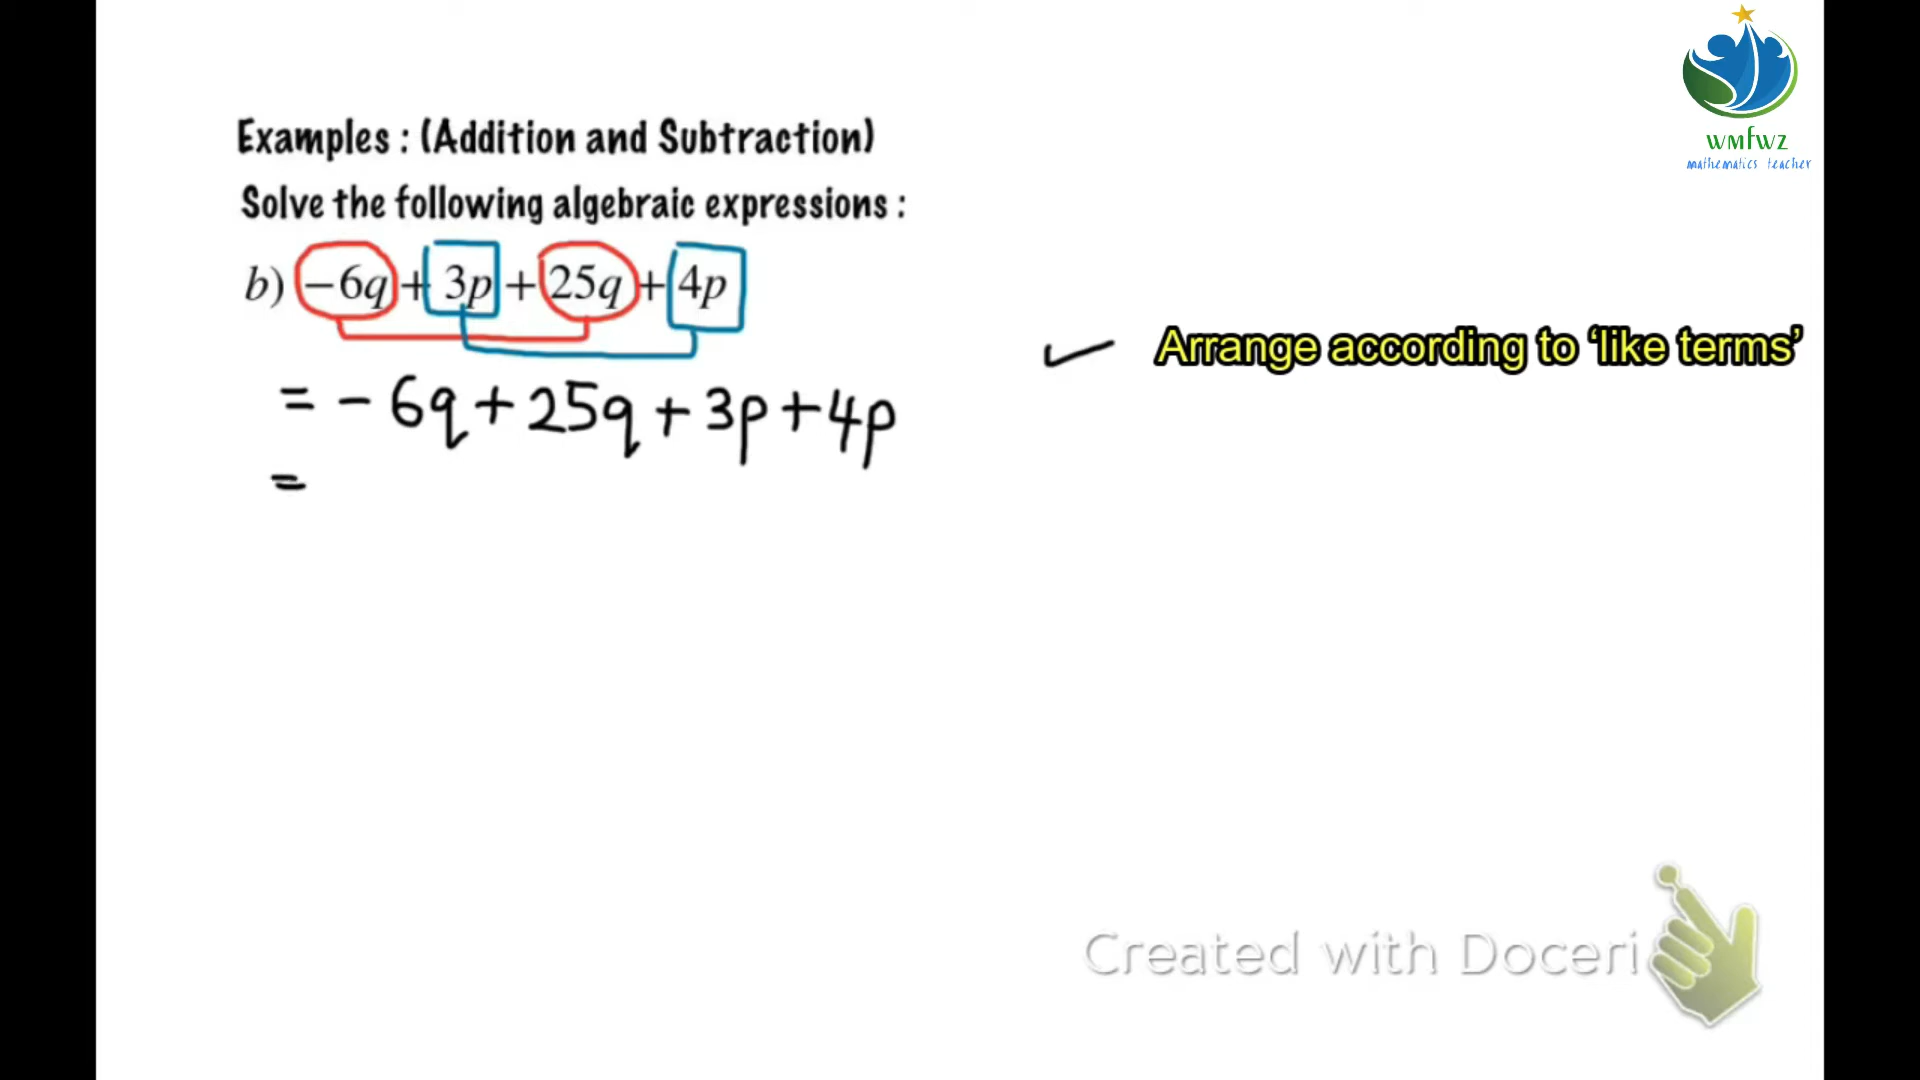 wmfwz
mathematics teacher
Examples : (Addition and Subtraction)
Solve the following algebraic expressions :
b) −6q + 3p + 25q + 4p
Arrange according to ‘like terms’
= - 6q + 25q + 3p + 4p
=
Created with Doceri